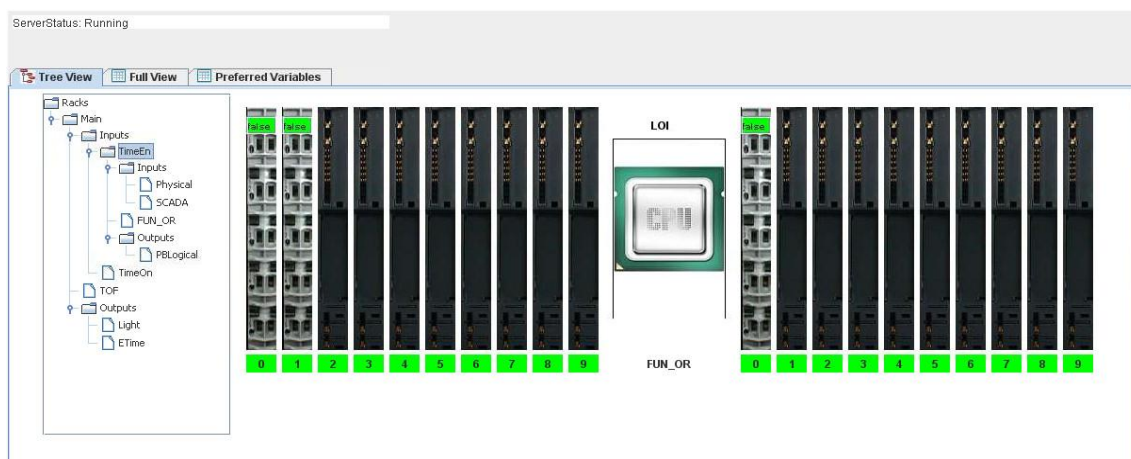 ServerStatus: Running
Tree View Full View Preferred Variables
Racks
Main
Inputs
TimeEn
Inputs
Physical
SCADA
FUN_OR
Outputs
PBLogical
TimeOn
TOF
Outputs
Light
ETime
false false
LOI
CPU
false
0 1 2 3 4 5 6 7 8 9
FUN_OR
0 1 2 3 4 5 6 7 8 9